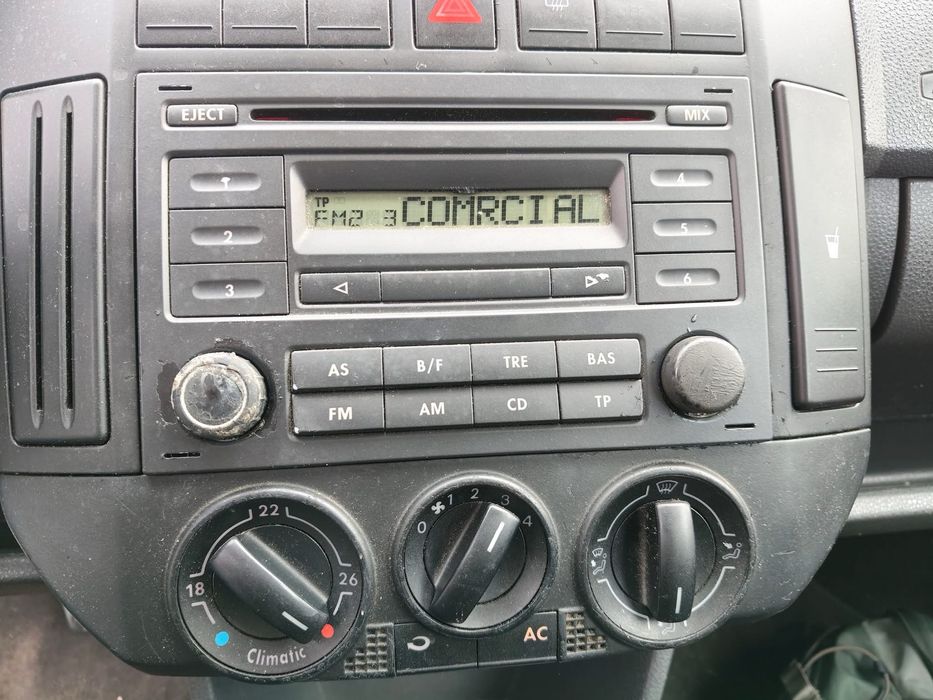 EJECT
MIX
TP
FM2 3 COMRCIAL
1
2
3
4
5
6
AS B/F TRE BAS
FM AM CD TP
22
18
26
Climatic
0 1 2 3 4
AC